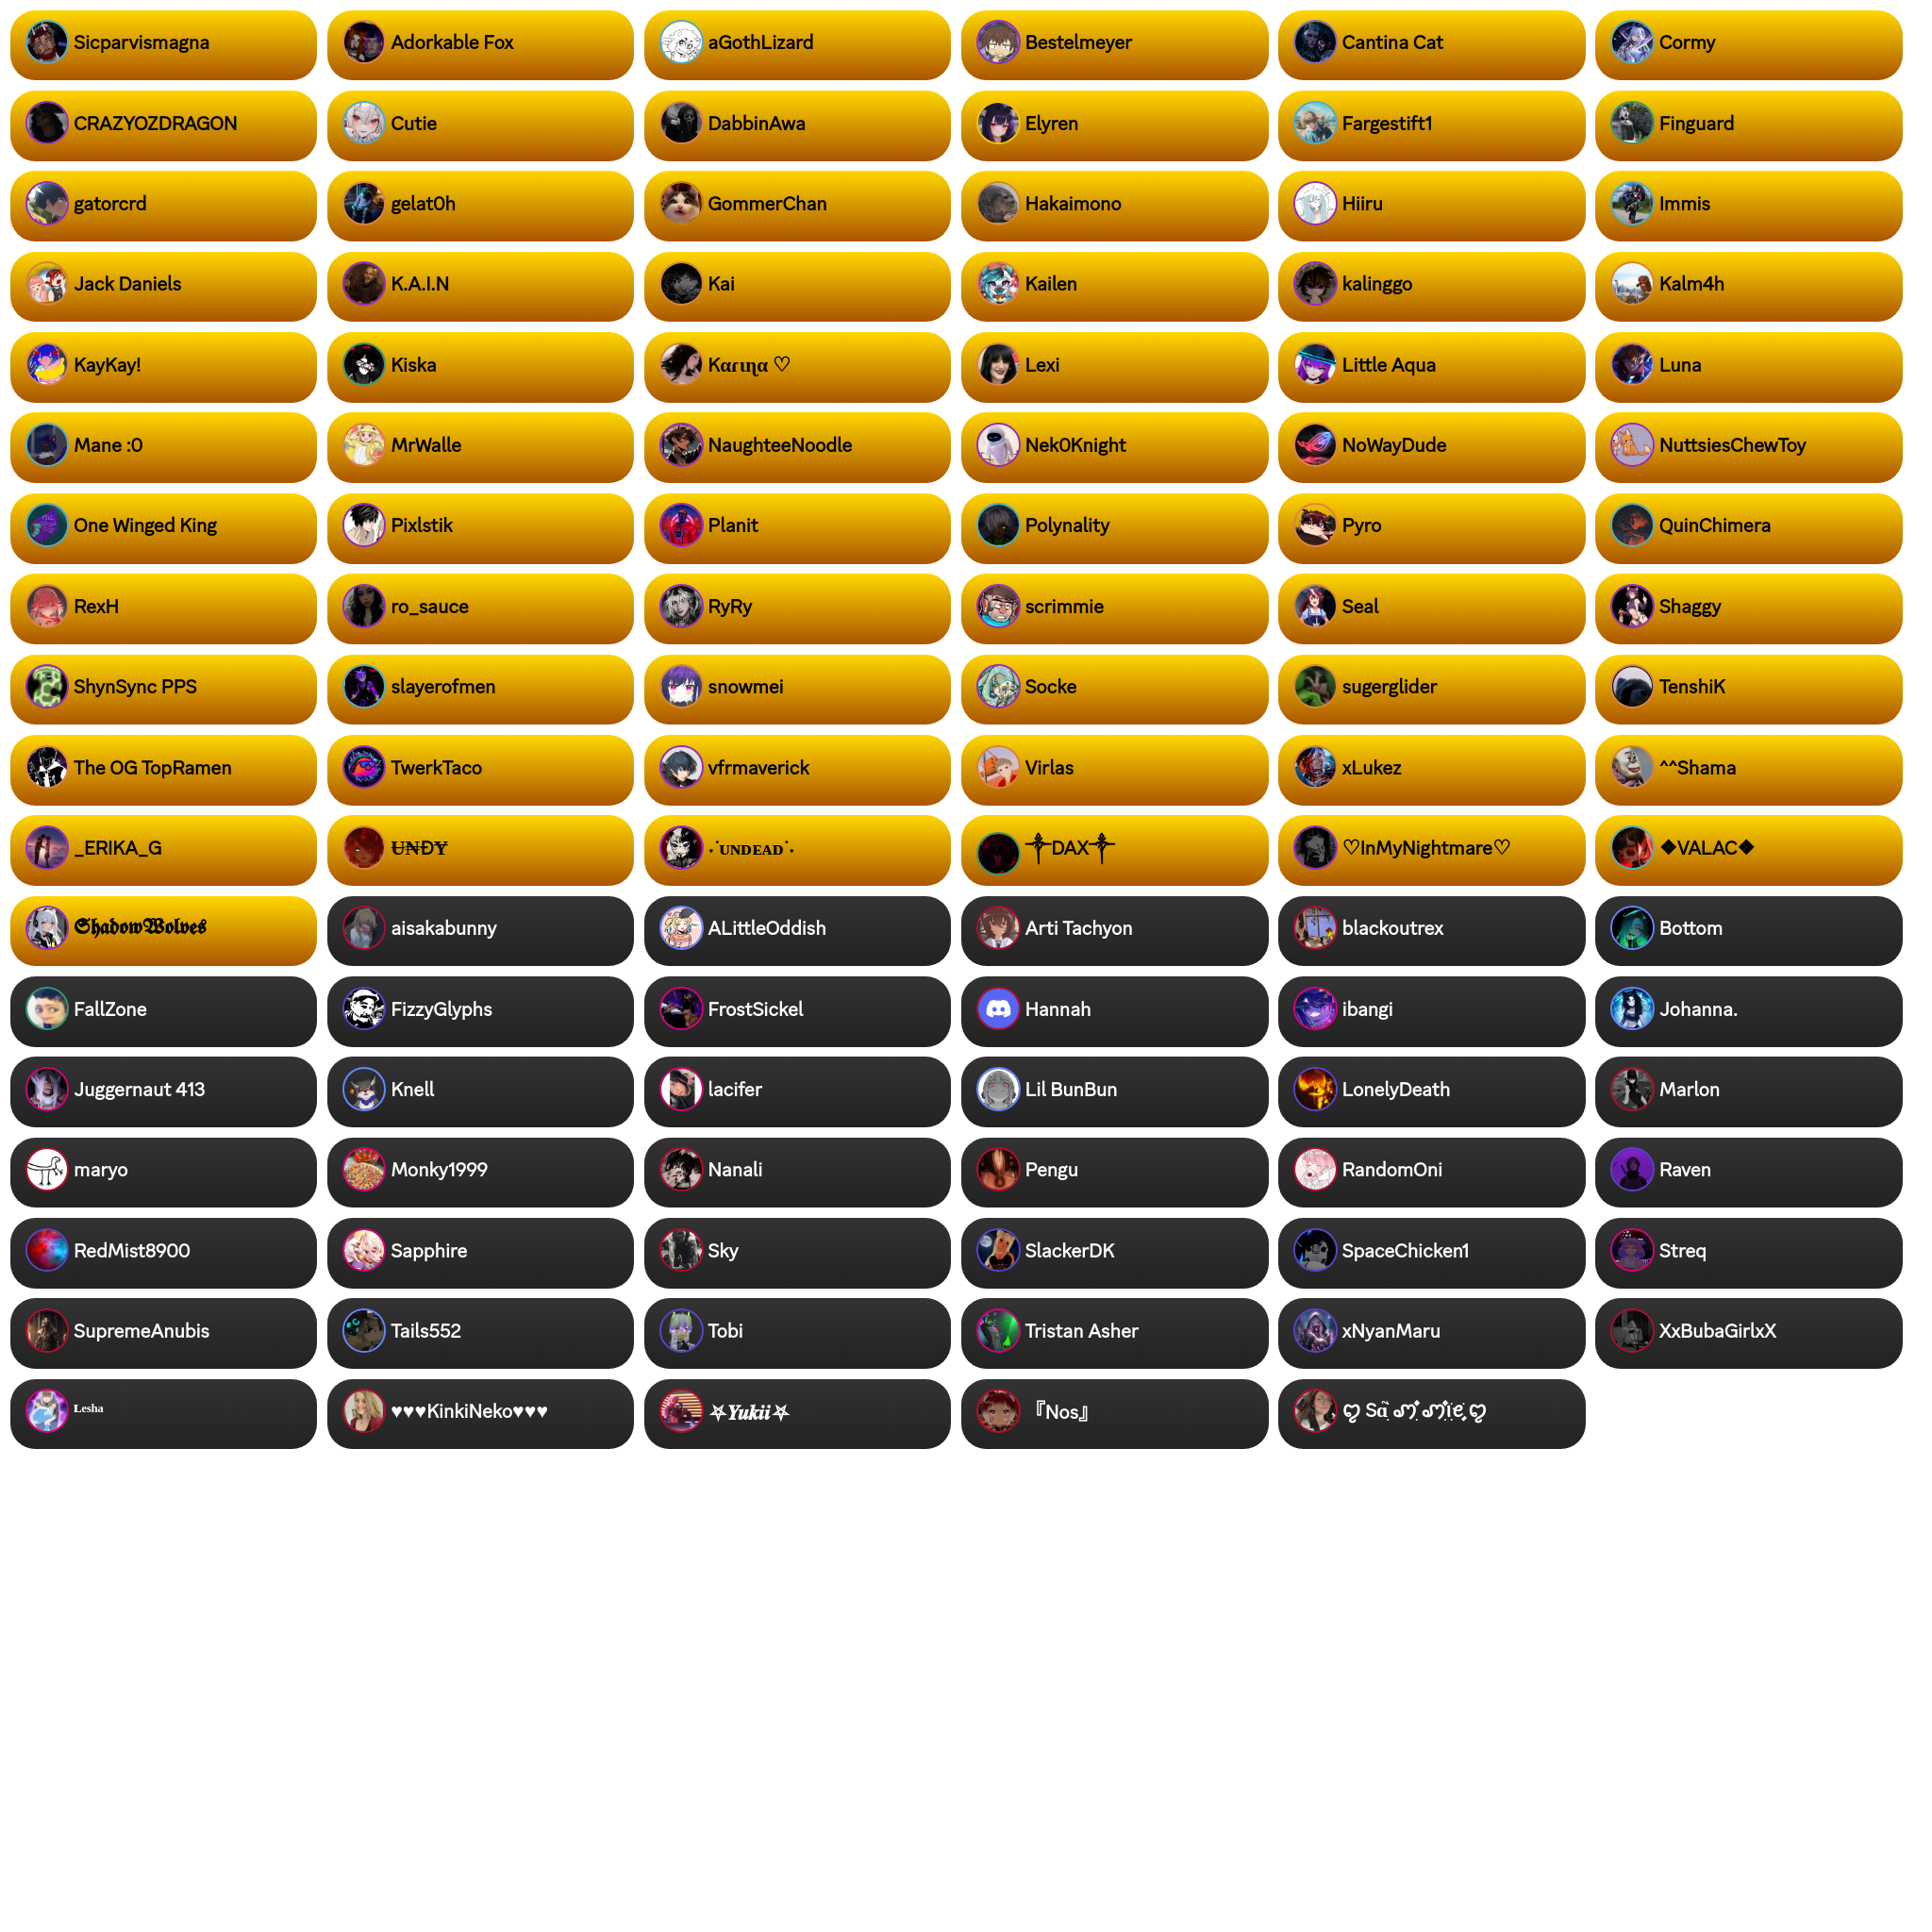 Sicparvismagna
Adorkable Fox
aGothLizard
Bestelmeyer
Cantina Cat
Cormy
CRAZYOZDRAGON
Cutie
DabbinAwa
Elyren
Fargestift1
Finguard
gatorcrd
gelat0h
GommerChan
Hakaimono
Hiiru
Immis
Jack Daniels
K.A.I.N
Kai
Kailen
kalinggo
Kalm4h
KayKay!
Kiska
Kαɾιɳα ♡
Lexi
Little Aqua
Luna
Mane :0
MrWalle
NaughteeNoodle
Nek0Knight
NoWayDude
NuttsiesChewToy
One Winged King
Pixlstik
Planit
Polynality
Pyro
QuinChimera
RexH
ro_sauce
RyRy
scrimmie
Seal
Shaggy
ShynSync PPS
slayerofmen
snowmei
Socke
sugerglider
TenshiK
The OG TopRamen
TwerkTaco
vfrmaverick
Virlas
xLukez
^^Shama
_ERIKA_G
U̶N̶ĐɎ
˖˙ᴜɴᴅᴇᴀᴅ˙˖
⸸DAX⸸
♡InMyNightmare♡
❖VALAC❖
𝕾𝖍𝖆𝖉𝖔𝖜𝖂𝖔𝖑𝖛𝖊𝖘
aisakabunny
ALittleOddish
Arti Tachyon
blackoutrex
Bottom
FallZone
FizzyGlyphs
FrostSickel
Hannah
ibangi
Johanna.
Juggernaut 413
Knell
lacifer
Lil BunBun
LonelyDeath
Marlon
maryo
Monky1999
Nanali
Pengu
RandomOni
Raven
RedMist8900
Sapphire
Sky
SlackerDK
SpaceChicken1
Streq
SupremeAnubis
Tails552
Tobi
Tristan Asher
xNyanMaru
XxBubaGirlxX
ᴸᵉˢʰᵃ
♥♥♥KinkiNeko♥♥♥
⛧𝒀𝒖𝒌𝒊𝒊⛧
『Nos』